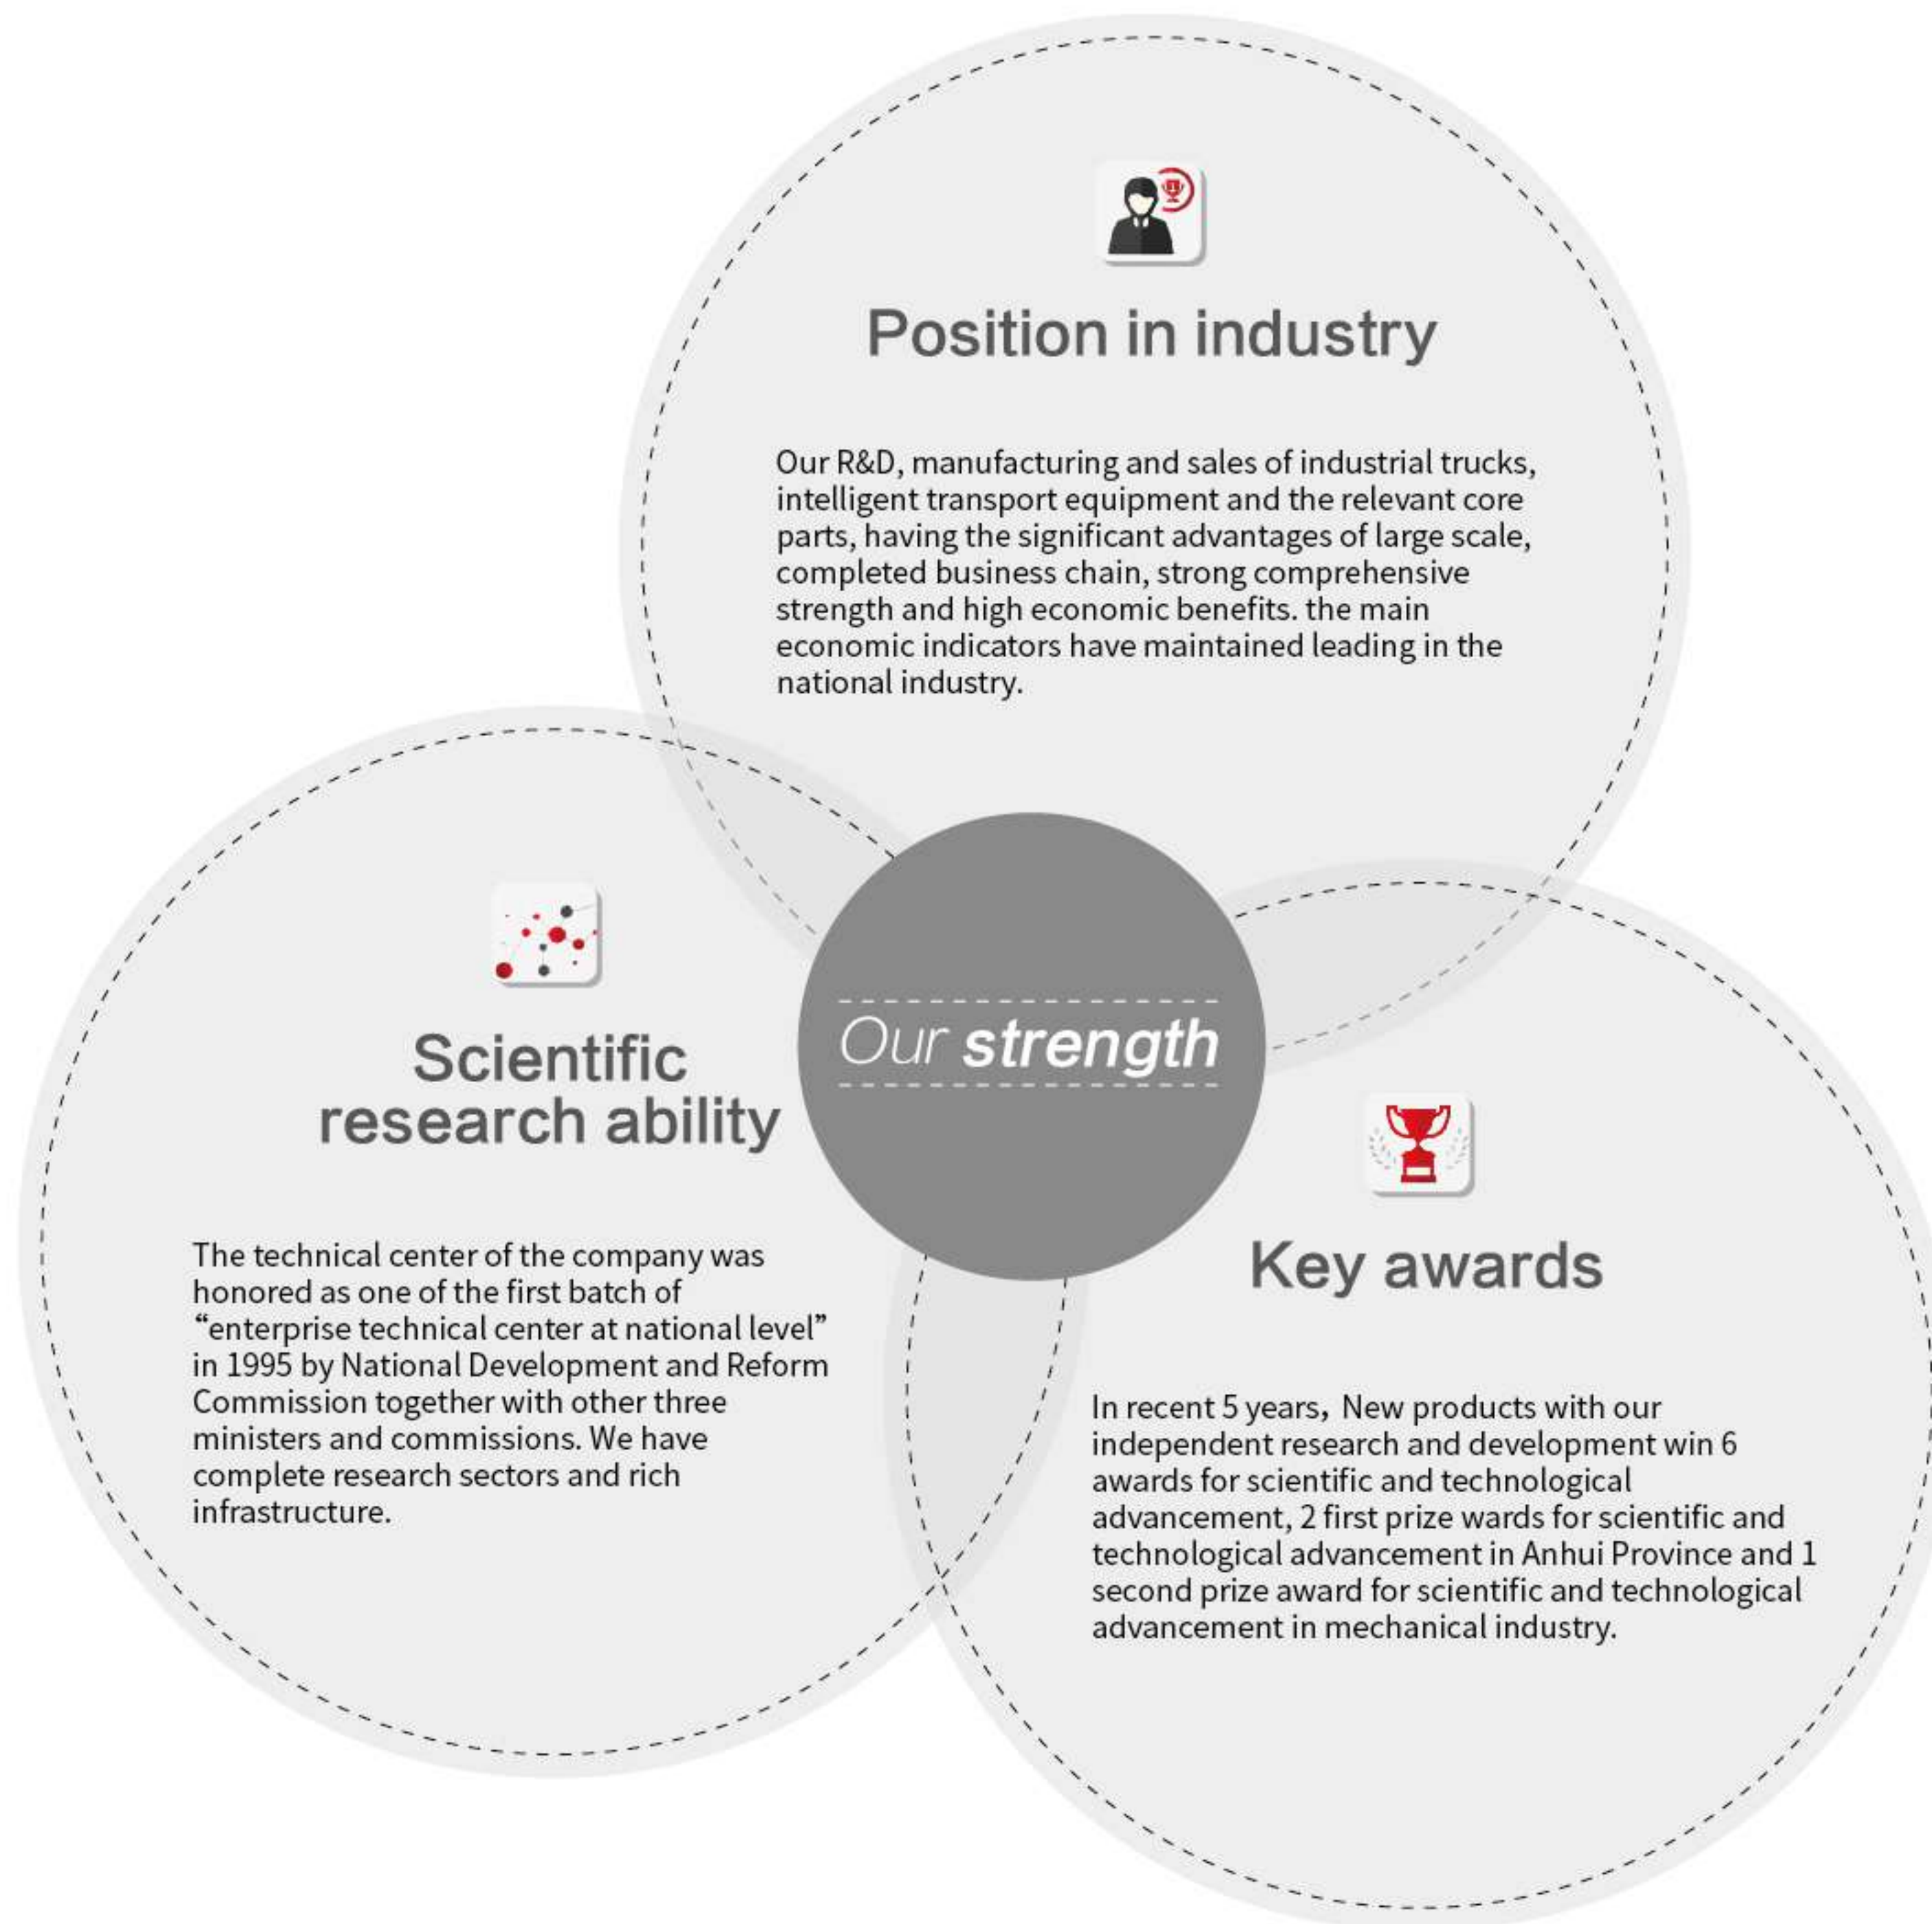 Position in industry
Our R&D, manufacturing and sales of industrial trucks,
intelligent transport equipment and the relevant core
parts, having the significant advantages of large scale,
completed business chain, strong comprehensive
strength and high economic benefits. the main
economic indicators have maintained leading in the
national industry.
Our strength
Scientific
research ability
The technical center of the company was
honored as one of the first batch of
“enterprise technical center at national level”
in 1995 by National Development and Reform
Commission together with other three
ministers and commissions. We have
complete research sectors and rich
infrastructure.
Key awards
In recent 5 years，New products with our
independent research and development win 6
awards for scientific and technological
advancement, 2 first prize wards for scientific and
technological advancement in Anhui Province and 1
second prize award for scientific and technological
advancement in mechanical industry.